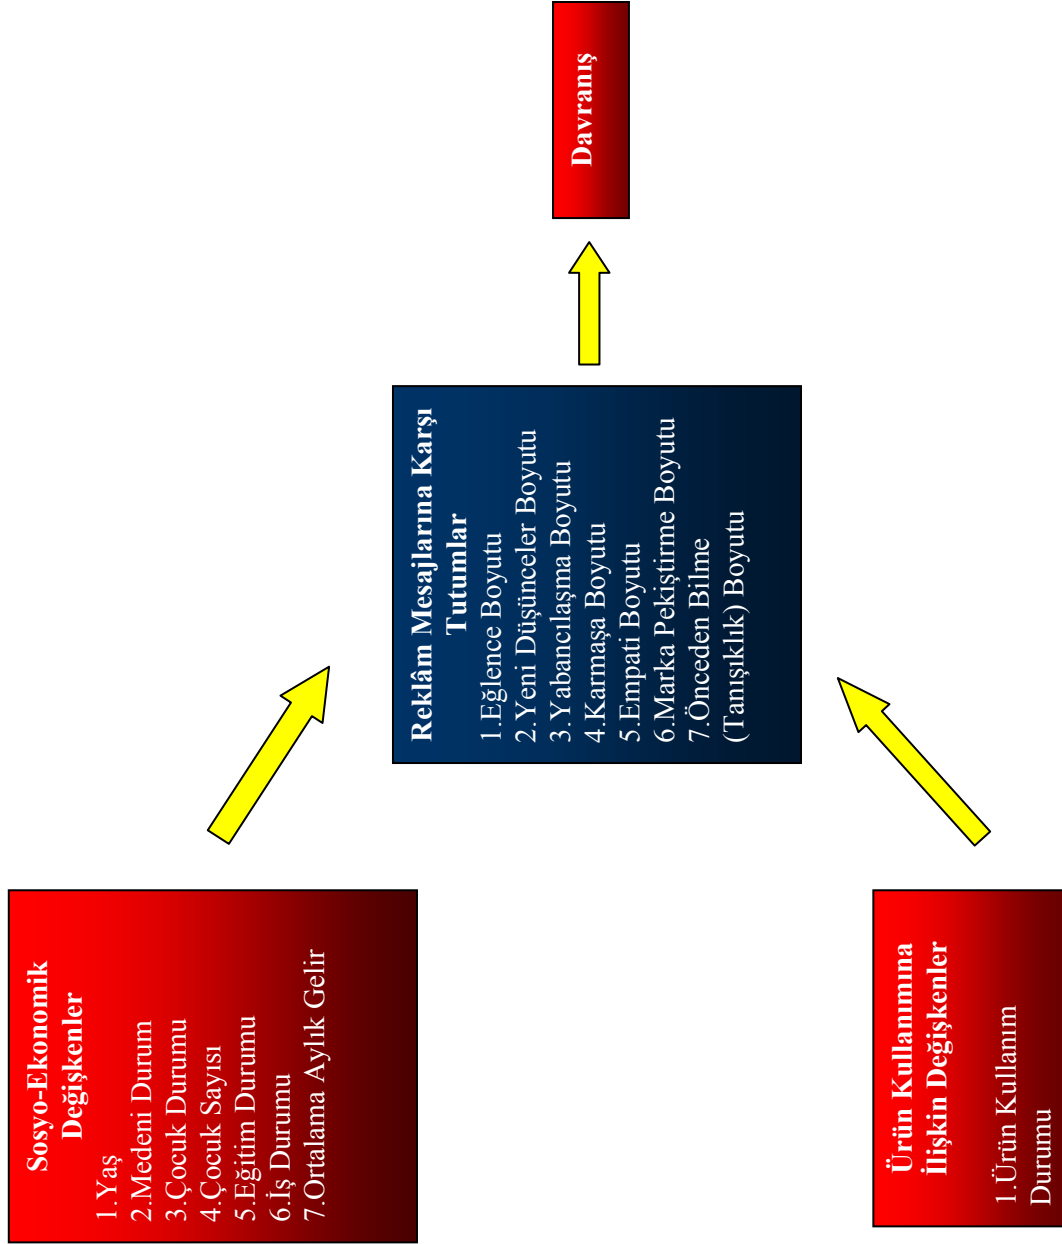 Sosyo-Ekonomik
Değişkenler
1.Yaş
2.Medeni Durum
3.Çocuk Durumu
4.Çocuk Sayısı
5.Eğitim Durumu
6.İş Durumu
7.Ortalama Aylık Gelir
Ürün Kullanımına
İlişkin Değişkenler
1.Ürün Kullanım
Durumu
Reklâm Mesajlarına Karşı
Tutumlar
1.Eğlence Boyutu
2.Yeni Düşünceler Boyutu
3.Yabancılaşma Boyutu
4.Karmaşa Boyutu
5.Empati Boyutu
6.Marka Pekiştirme Boyutu
7.Önceden Bilme
(Tanışıklık) Boyutu
Davranış